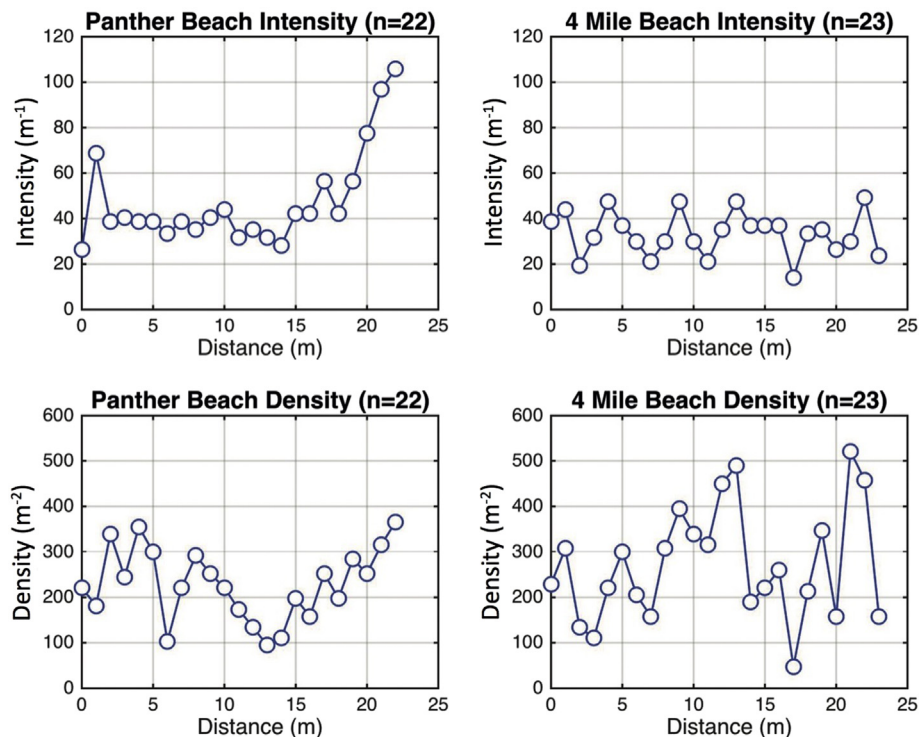 Panther Beach Intensity (n=22)
120
100
80
60
40
20
0
Intensity (m⁻¹)
0 5 10 15 20 25
Distance (m)
4 Mile Beach Intensity (n=23)
120
100
80
60
40
20
0
Intensity (m⁻¹)
0 5 10 15 20 25
Distance (m)
Panther Beach Density (n=22)
600
500
400
300
200
100
0
Density (m⁻²)
0 5 10 15 20 25
Distance (m)
4 Mile Beach Density (n=23)
600
500
400
300
200
100
0
Density (m⁻²)
0 5 10 15 20 25
Distance (m)